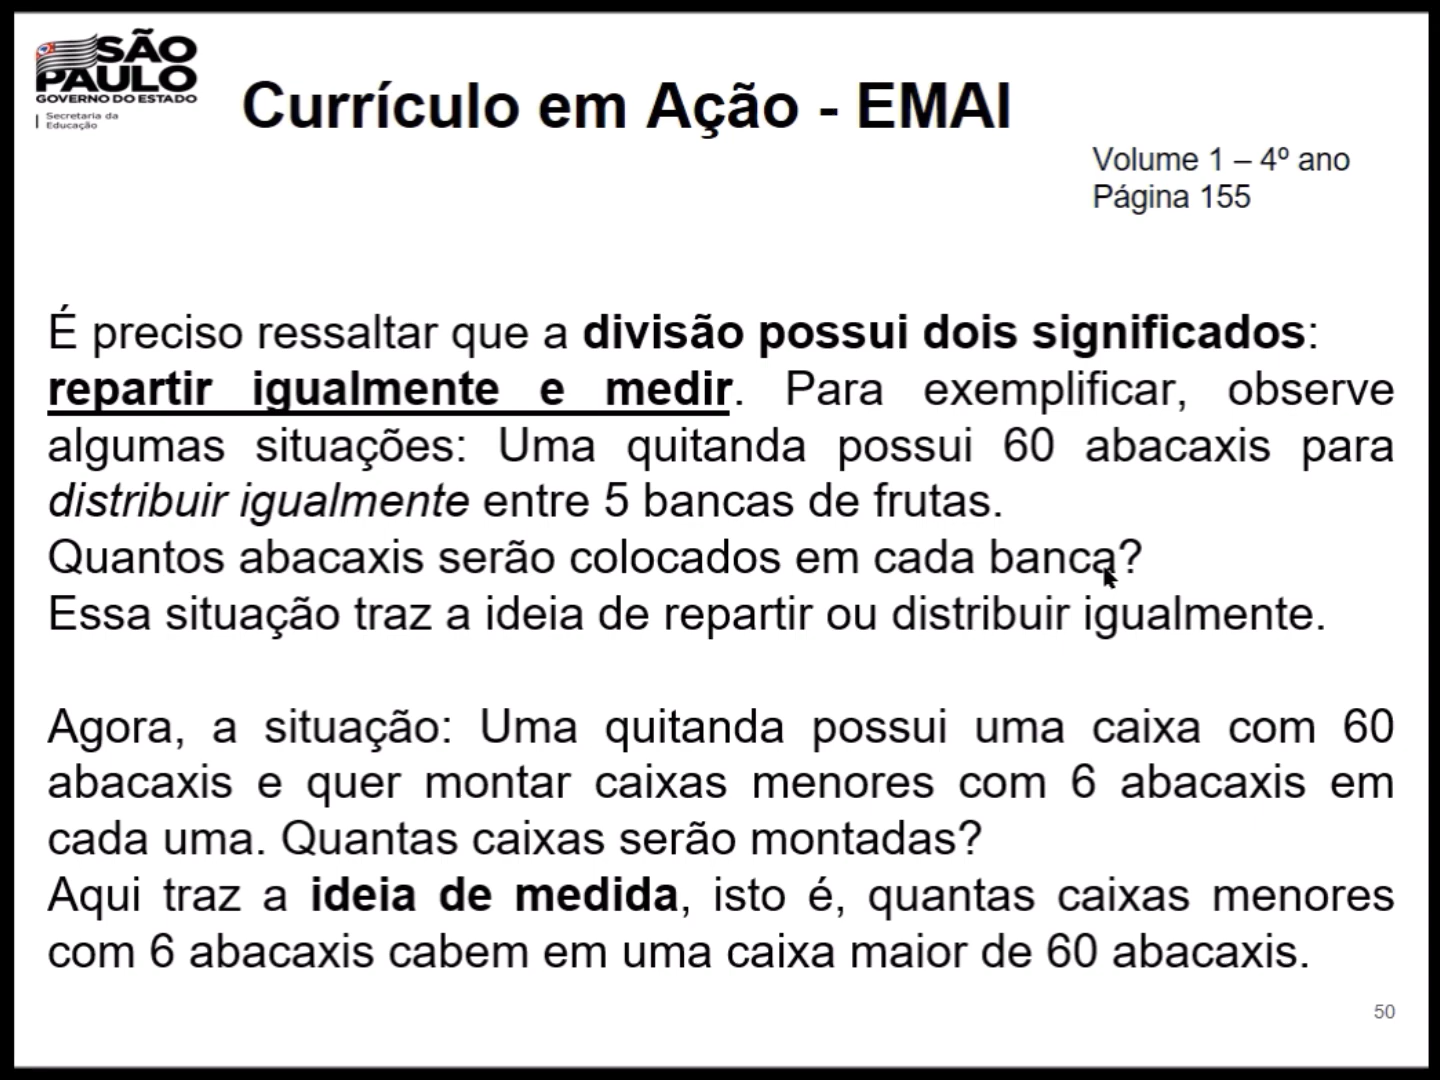 SÃO
PAULO
GOVERNO DO ESTADO
Secretaria da
Educação
Currículo em Ação - EMAI
Volume 1 – 4º ano
Página 155
É preciso ressaltar que a divisão possui dois significados:
repartir igualmente e medir. Para exemplificar, observe
algumas situações: Uma quitanda possui 60 abacaxis para
distribuir igualmente entre 5 bancas de frutas.
Quantos abacaxis serão colocados em cada banca?
Essa situação traz a ideia de repartir ou distribuir igualmente.
Agora, a situação: Uma quitanda possui uma caixa com 60
abacaxis e quer montar caixas menores com 6 abacaxis em
cada uma. Quantas caixas serão montadas?
Aqui traz a ideia de medida, isto é, quantas caixas menores
com 6 abacaxis cabem em uma caixa maior de 60 abacaxis.
50